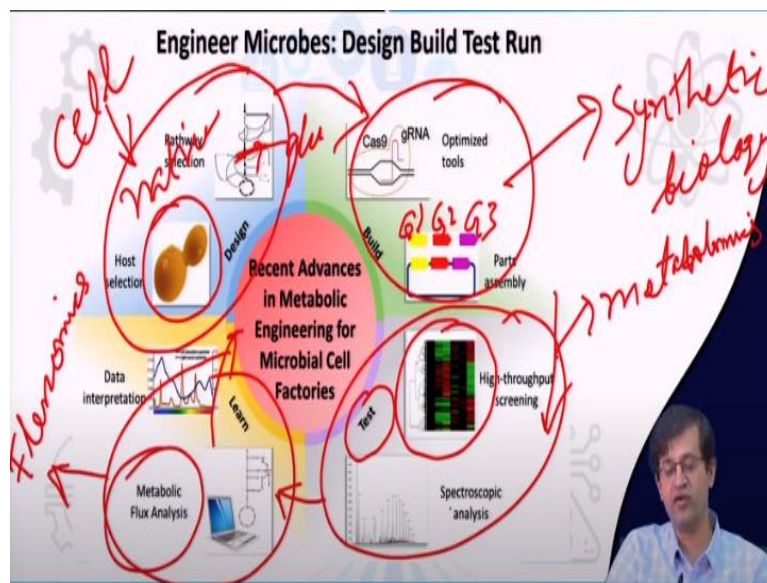 Engineer Microbes: Design Build Test Run
Cell
Pathway
selection
Cas9
gRNA
Optimized
tools
Synthetic
biology
Host
selection
Design
Build
G1 G2 G3
Parts
assembly
Recent Advances
in Metabolic
Engineering for
Microbial Cell
Factories
Metabolomics
Data
interpretation
Learn
Test
High-throughput
screening
Fluxomics
Metabolic
Flux Analysis
Spectroscopic
analysis